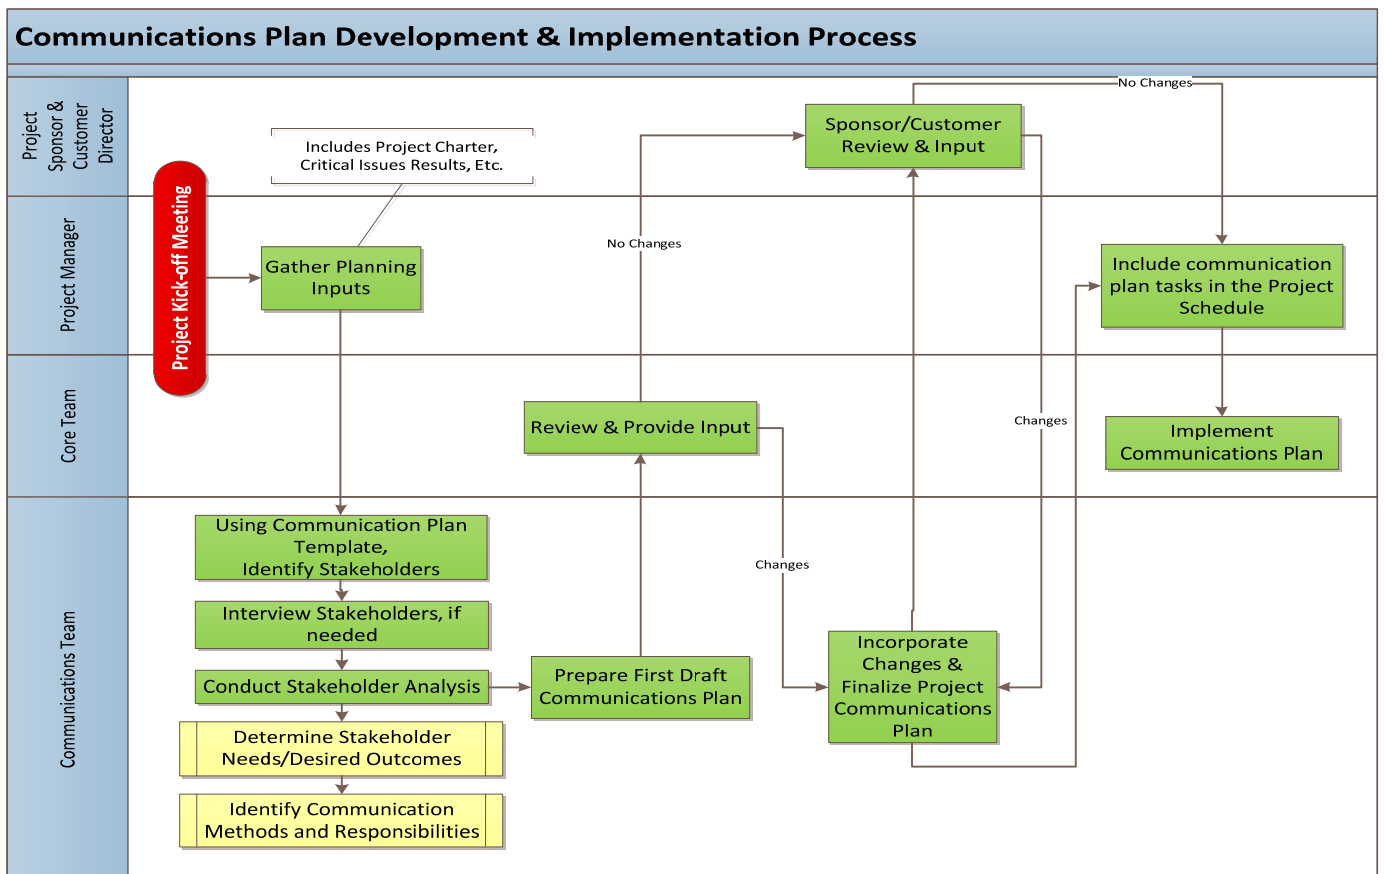 Communications Plan Development & Implementation Process
Project
Sponsor &
Customer
Director
Project Manager
Core Team
Communications Team
Project Kick-off Meeting
Includes Project Charter,
Critical Issues Results, Etc.
Gather Planning
Inputs
Using Communication Plan
Template,
Identify Stakeholders
Interview Stakeholders, if
needed
Conduct Stakeholder Analysis
Determine Stakeholder
Needs/Desired Outcomes
Identify Communication
Methods and Responsibilities
Prepare First Draft
Communications Plan
Review & Provide Input
No Changes
Changes
Sponsor/Customer
Review & Input
No Changes
Changes
Incorporate
Changes &
Finalize Project
Communications
Plan
Include communication
plan tasks in the Project
Schedule
Implement
Communications Plan